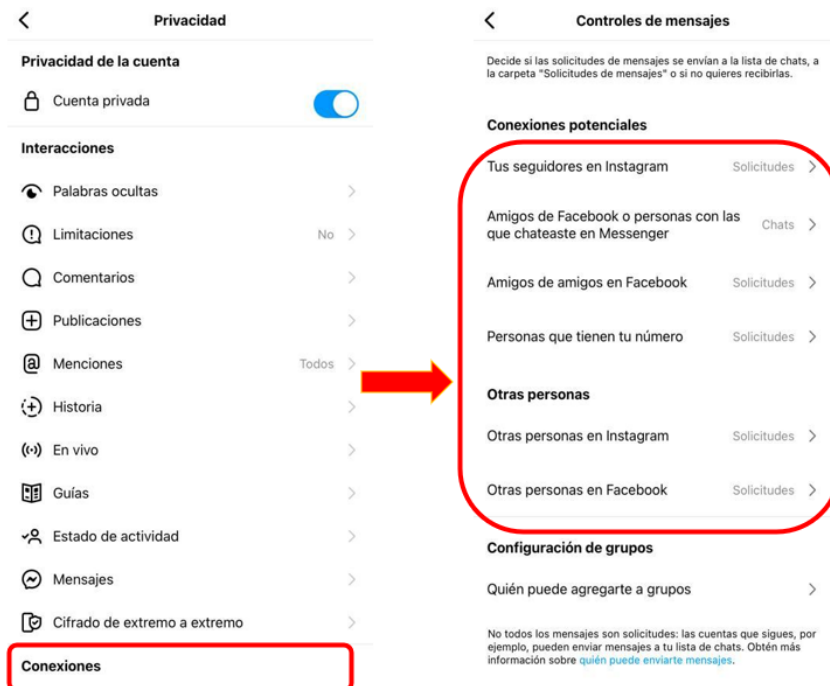 Privacidad
Privacidad de la cuenta
Cuenta privada
Interacciones
Palabras ocultas
Limitaciones No
Comentarios
Publicaciones
Menciones Todos
Historia
En vivo
Guías
Estado de actividad
Mensajes
Cifrado de extremo a extremo
Conexiones
Controles de mensajes
Decide si las solicitudes de mensajes se envían a la lista de chats, a
la carpeta "Solicitudes de mensajes" o si no quieres recibirlas.
Conexiones potenciales
Tus seguidores en Instagram Solicitudes
Amigos de Facebook o personas con las
que chateaste en Messenger Chats
Amigos de amigos en Facebook Solicitudes
Personas que tienen tu número Solicitudes
Otras personas
Otras personas en Instagram Solicitudes
Otras personas en Facebook Solicitudes
Configuración de grupos
Quién puede agregarte a grupos
No todos los mensajes son solicitudes: las cuentas que sigues, por
ejemplo, pueden enviar mensajes a tu lista de chats. Obtén más
información sobre quién puede enviarte mensajes.